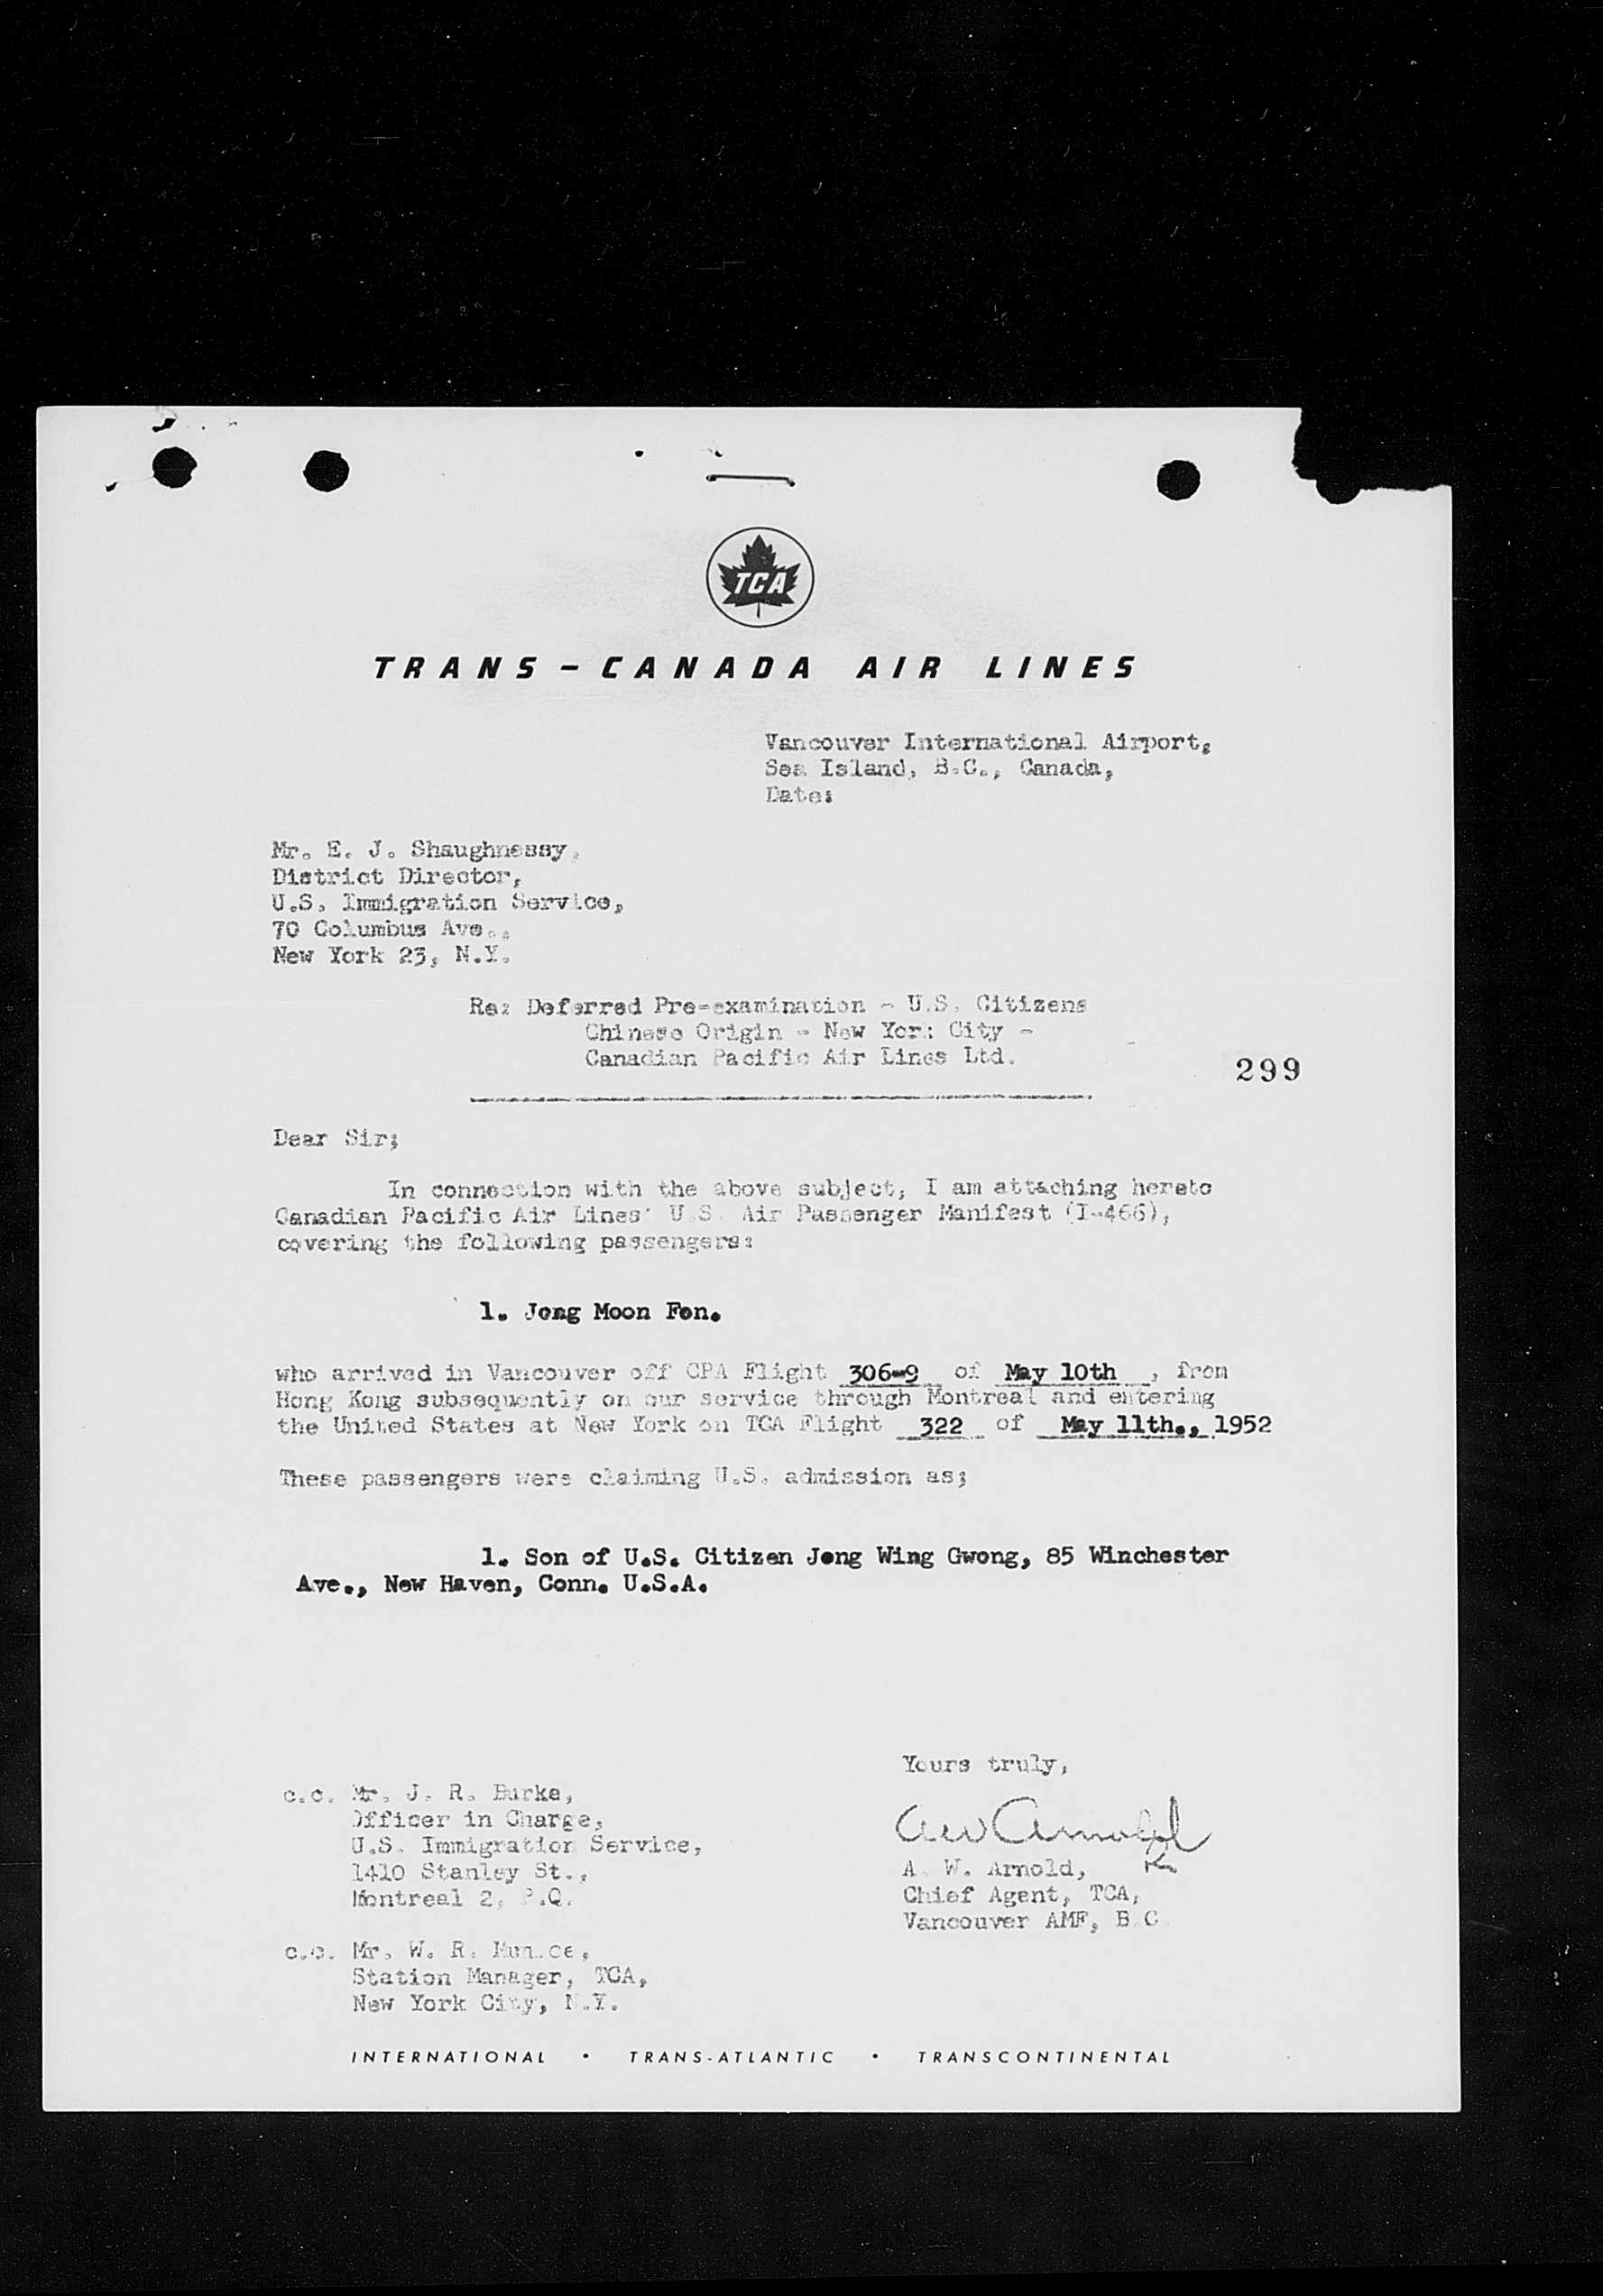 TCA
TRANS-CANADA AIR LINES
Vancouver International Airport,
Sea Island, B.C., Canada,
Date:
Mr. E. J. Shaughnessy,
District Director,
U.S. Immigration Service,
70 Columbus Ave.,
New York 23, N.Y.
Re: Deferred Pre-examination - U.S. Citizens
Chinese Origin - New York City -
Canadian Pacific Air Lines Ltd.
299
Dear Sir;
In connection with the above subject, I am attaching hereto
Canadian Pacific Air Lines' U.S. Air Passenger Manifest (I-466),
covering the following passengers:
1. Jong Moon Fon.
who arrived in Vancouver off CPA Flight 306-9 of May 10th , from
Hong Kong subsequently on our service through Montreal and entering
the United States at New York on TCA Flight 322 of May 11th., 1952
These passengers were claiming U.S. admission as;
1. Son of U.S. Citizen Jong Wing Gwong, 85 Winchester
Ave., New Haven, Conn. U.S.A.
Yours truly,
AW Arnold
A. W. Arnold,
Chief Agent, TCA,
Vancouver AMF, B.C.
c.c. Mr. J. R. Burke,
Officer in Charge,
U.S. Immigration Service,
1410 Stanley St.,
Montreal 2, P.Q.
c.c. Mr. W. R.
Station Manager, TCA,
New York City, N.Y.
INTERNATIONAL • TRANS-ATLANTIC • TRANSCONTINENTAL